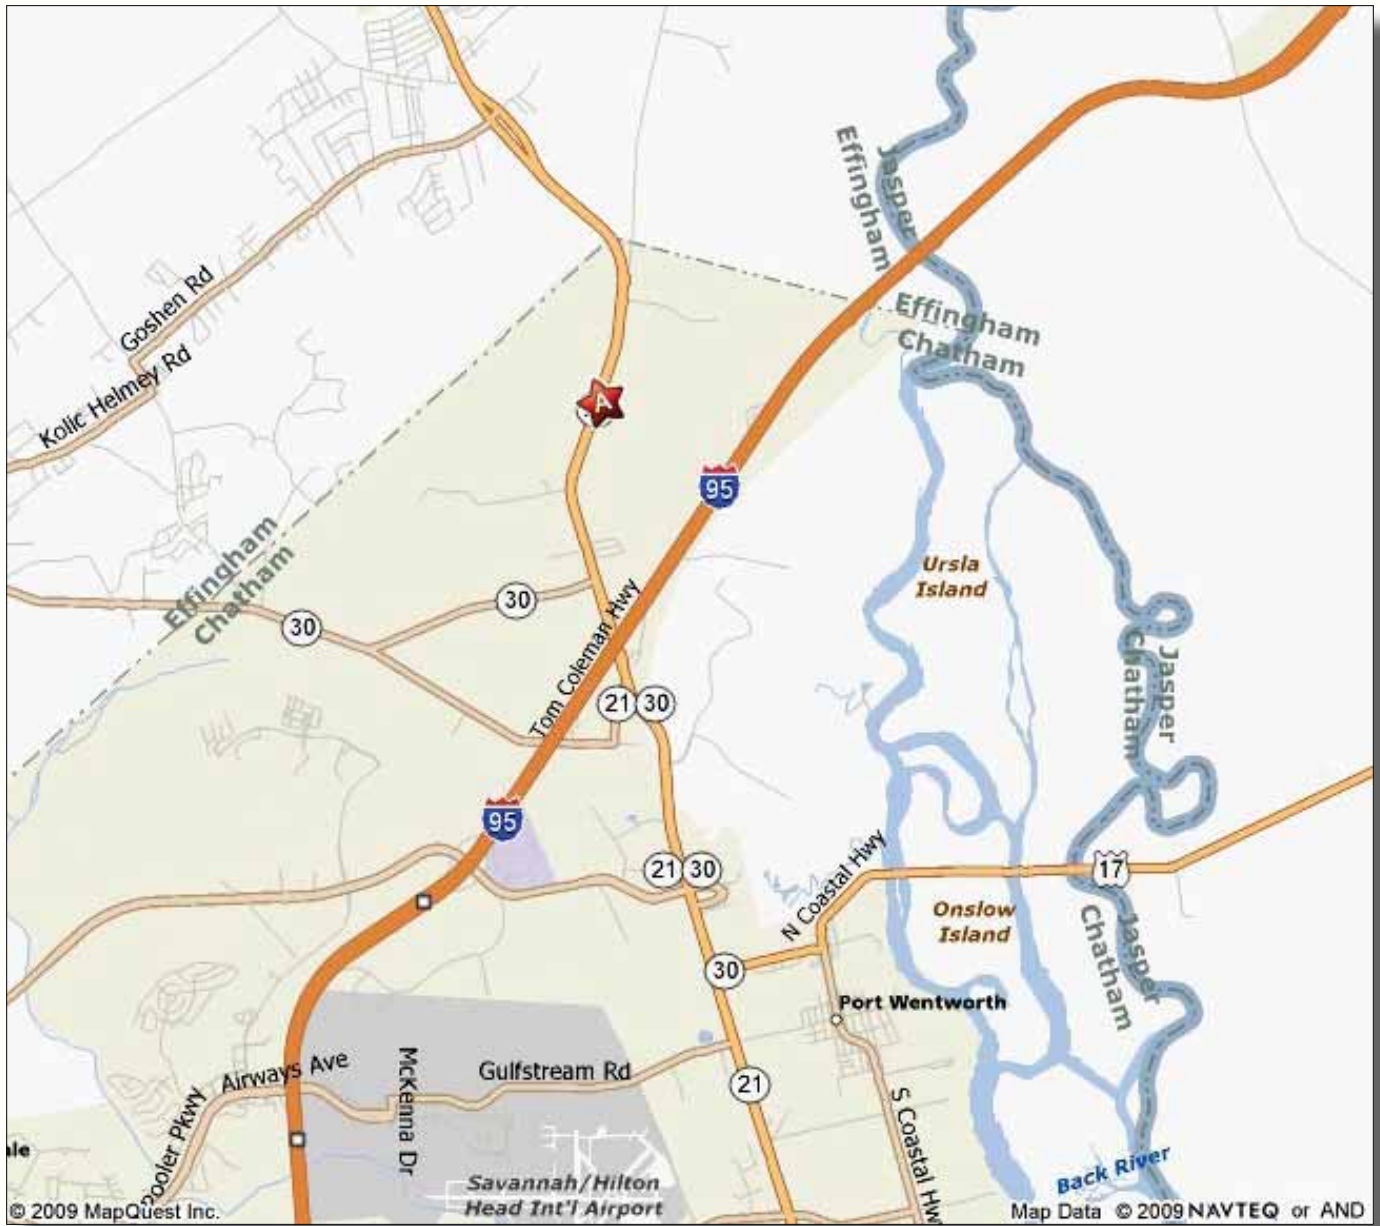 Jasper
Effingham
Goshen Rd
Effingham
Chatham
Kolic Helmey Rd
A
95
Effingham
Chatham
Ursla
Island
30
30
Tom Coleman Hwy
Jasper
Chatham
21 30
95
N Coastal Hwy
21 30
17
Onslow
Island
Jasper
Chatham
30
Port Wentworth
Airways Ave
McKenna Dr
Gulfstream Rd
21
S Coastal Hw
Pooler Pkwy
ale
Back River
Savannah/Hilton
Head Int'l Airport
© 2009 MapQuest Inc.
Map Data © 2009 NAVTEQ or AND